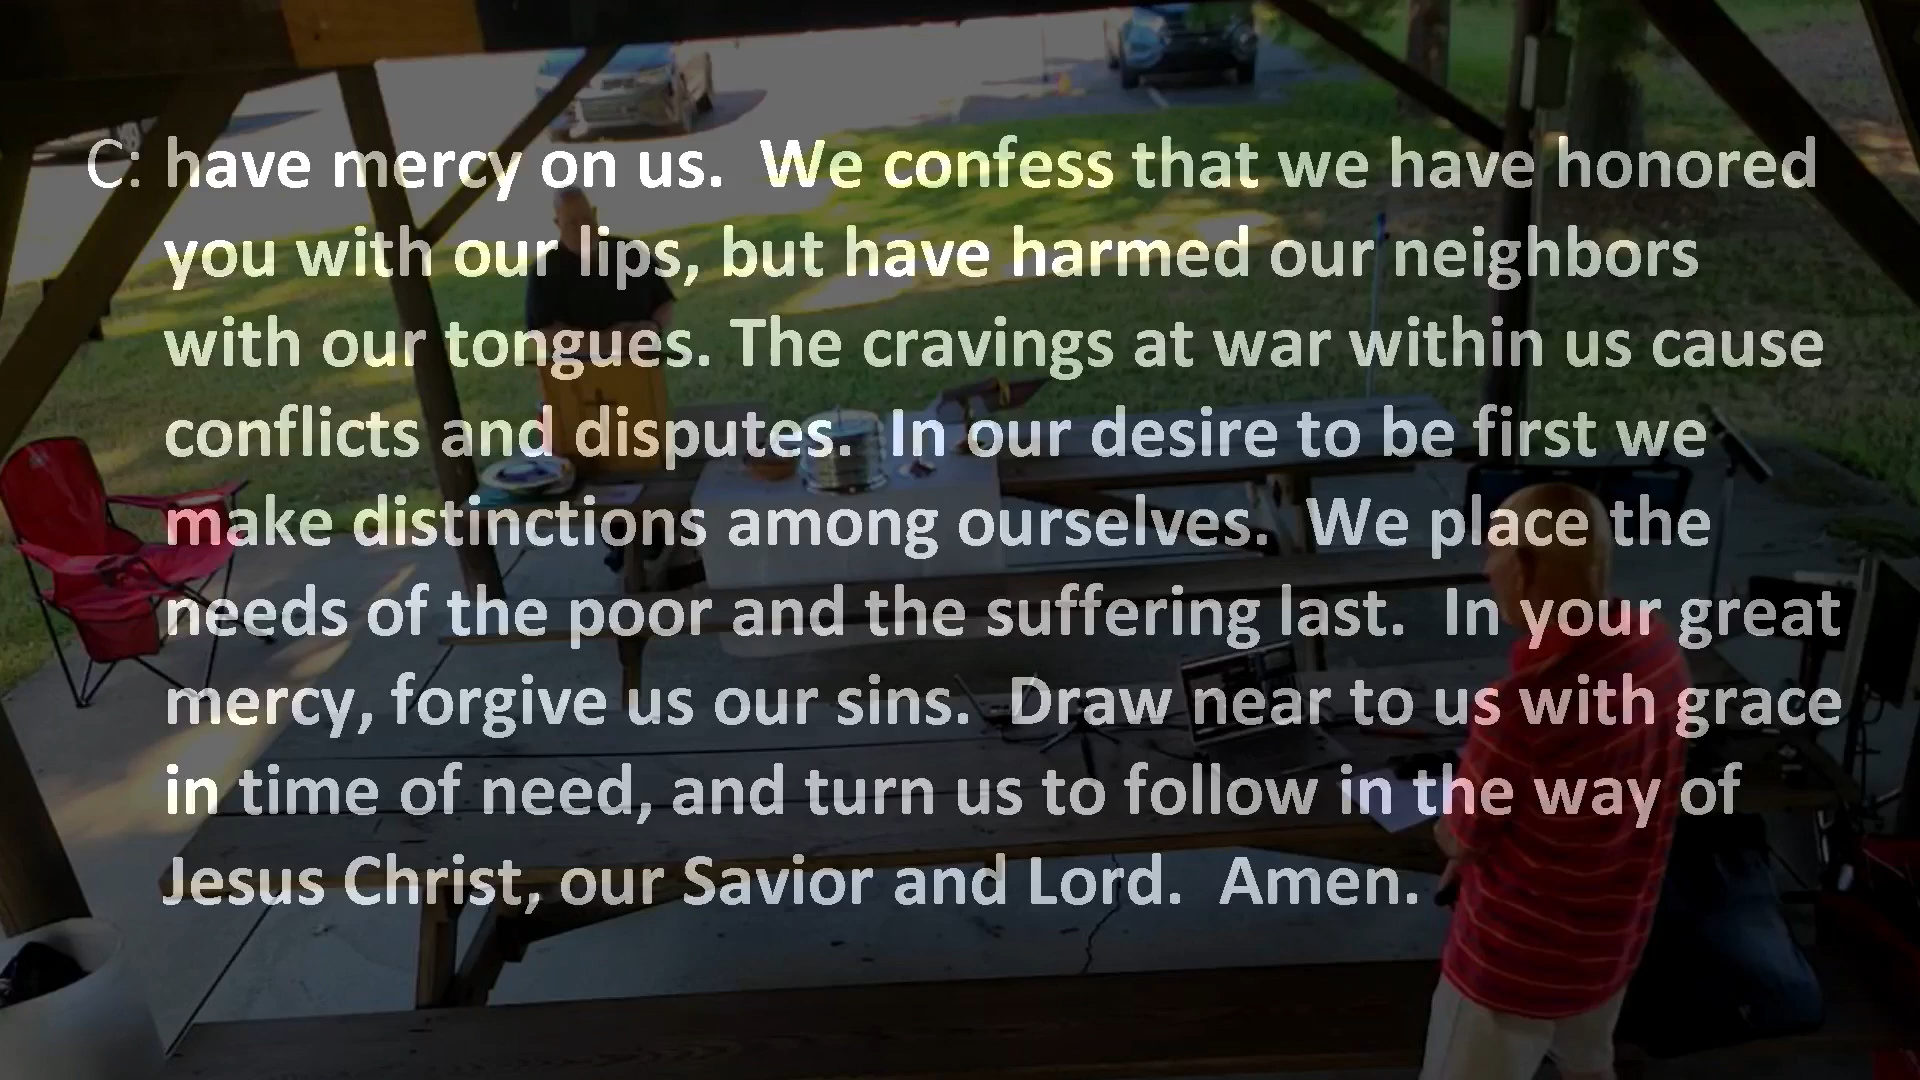 C: have mercy on us.  We confess that we have honored
you with our lips, but have harmed our neighbors
with our tongues. The cravings at war within us cause
conflicts and disputes.  In our desire to be first we
make distinctions among ourselves.  We place the
needs of the poor and the suffering last.  In your great
mercy, forgive us our sins.  Draw near to us with grace
in time of need, and turn us to follow in the way of
Jesus Christ, our Savior and Lord.  Amen.